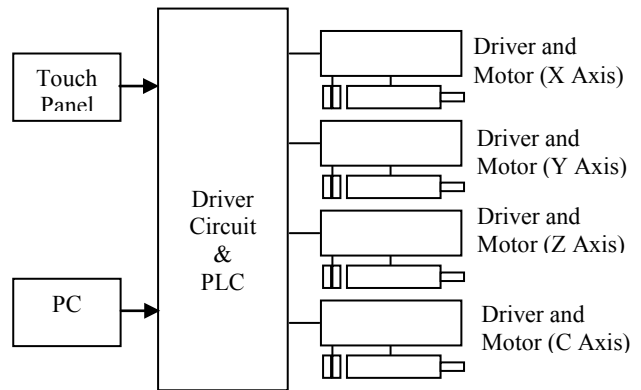 Touch
Panel
PC
Driver
Circuit
&
PLC
Driver and
Motor (X Axis)
Driver and
Motor (Y Axis)
Driver and
Motor (Z Axis)
Driver and
Motor (C Axis)